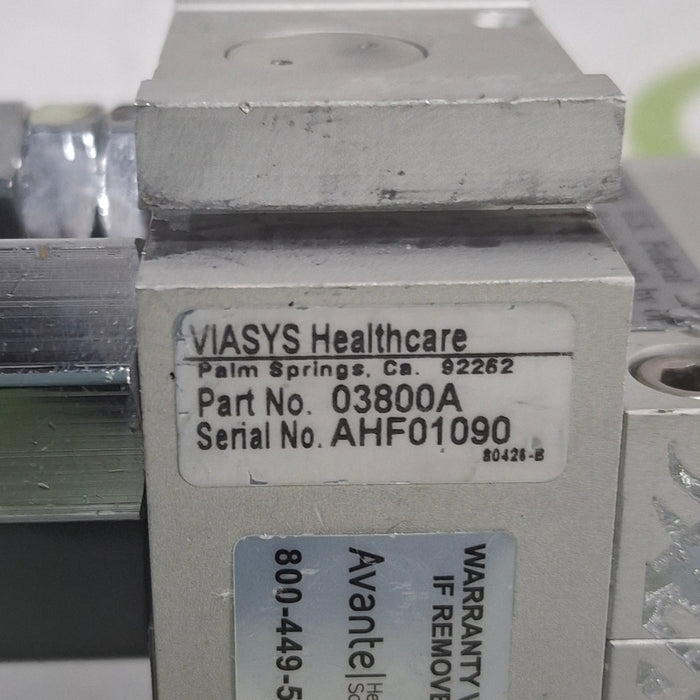 VIASYS Healthcare
Palm Springs, Ca. 92262
Part No. 03800A
Serial No. AHF01090
80426-B
WARRANTY
IF REMOVE
Avante
800-449-5